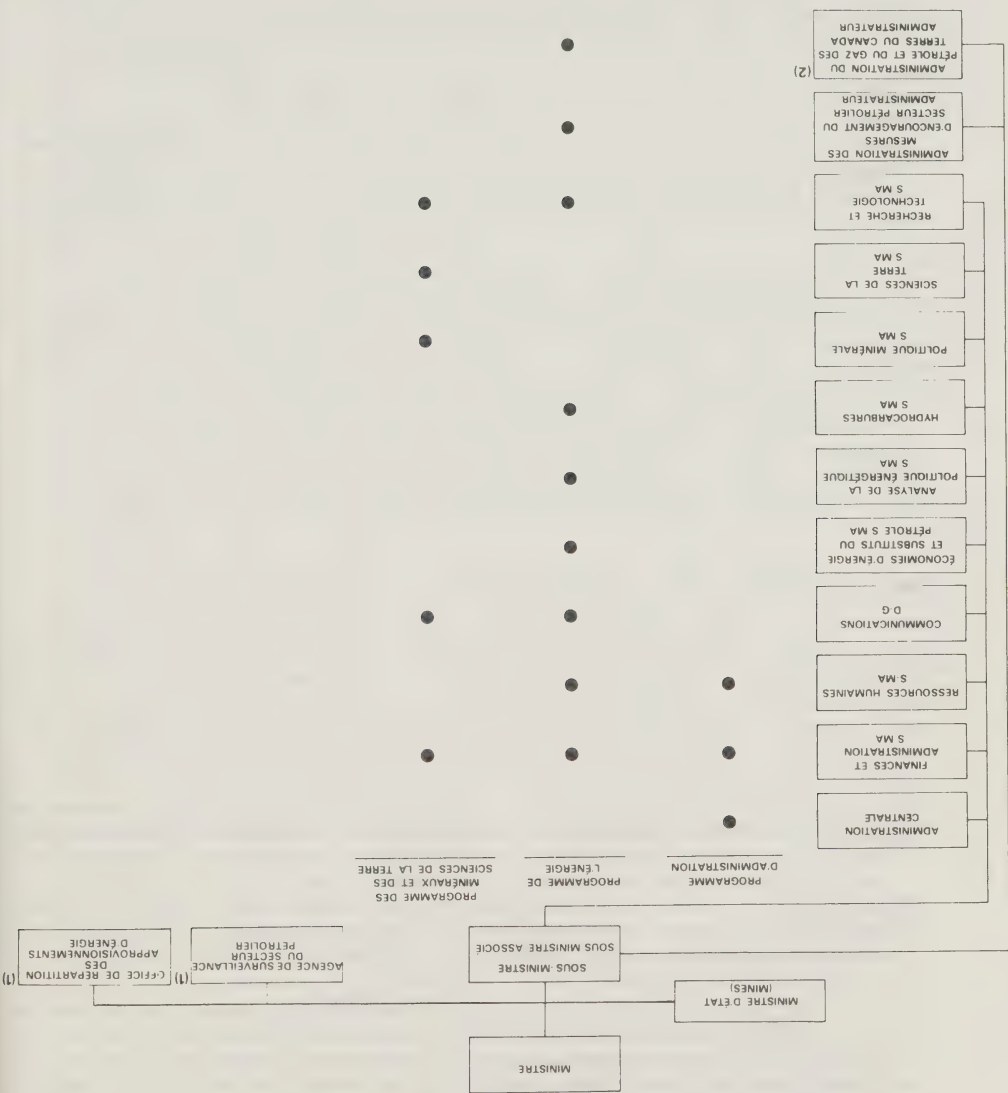 MINISTRE
MINISTRE D'ÉTAT
(MINES)
SOUS-MINISTRE
SOUS MINISTRE ASSOCIÉ
AGENCE DE SURVEILLANCE
DU SECTEUR
PÉTROLIER
(1)
OFFICE DE RÉPARTITION
DES
APPROVISIONNEMENTS
D'ÉNERGIE
(1)
PROGRAMME
D'ADMINISTRATION
PROGRAMME DE
L'ÉNERGIE
PROGRAMME DES
MINÉRAUX ET DES
SCIENCES DE LA TERRE
ADMINISTRATION
CENTRALE
FINANCES ET
ADMINISTRATION
S MA
RESSOURCES HUMAINES
S·MA
COMMUNICATIONS
D·G
ÉCONOMIES D'ÉNERGIE
ET SUBSTITUTS DU
PÉTROLE S MA
ANALYSE DE LA
POLITIQUE ÉNERGÉTIQUE
S MA
HYDROCARBURES
S MA
POLITIQUE MINÉRALE
S MA
SCIENCES DE LA
TERRE
S MA
RECHERCHE ET
TECHNOLOGIE
S MA
ADMINISTRATION DES
MESURES
D'ENCOURAGEMENT DU
SECTEUR PÉTROLIER
ADMINISTRATEUR
ADMINISTRATION DU
PÉTROLE ET DU GAZ DES
TERRES DU CANADA
ADMINISTRATEUR
(2)